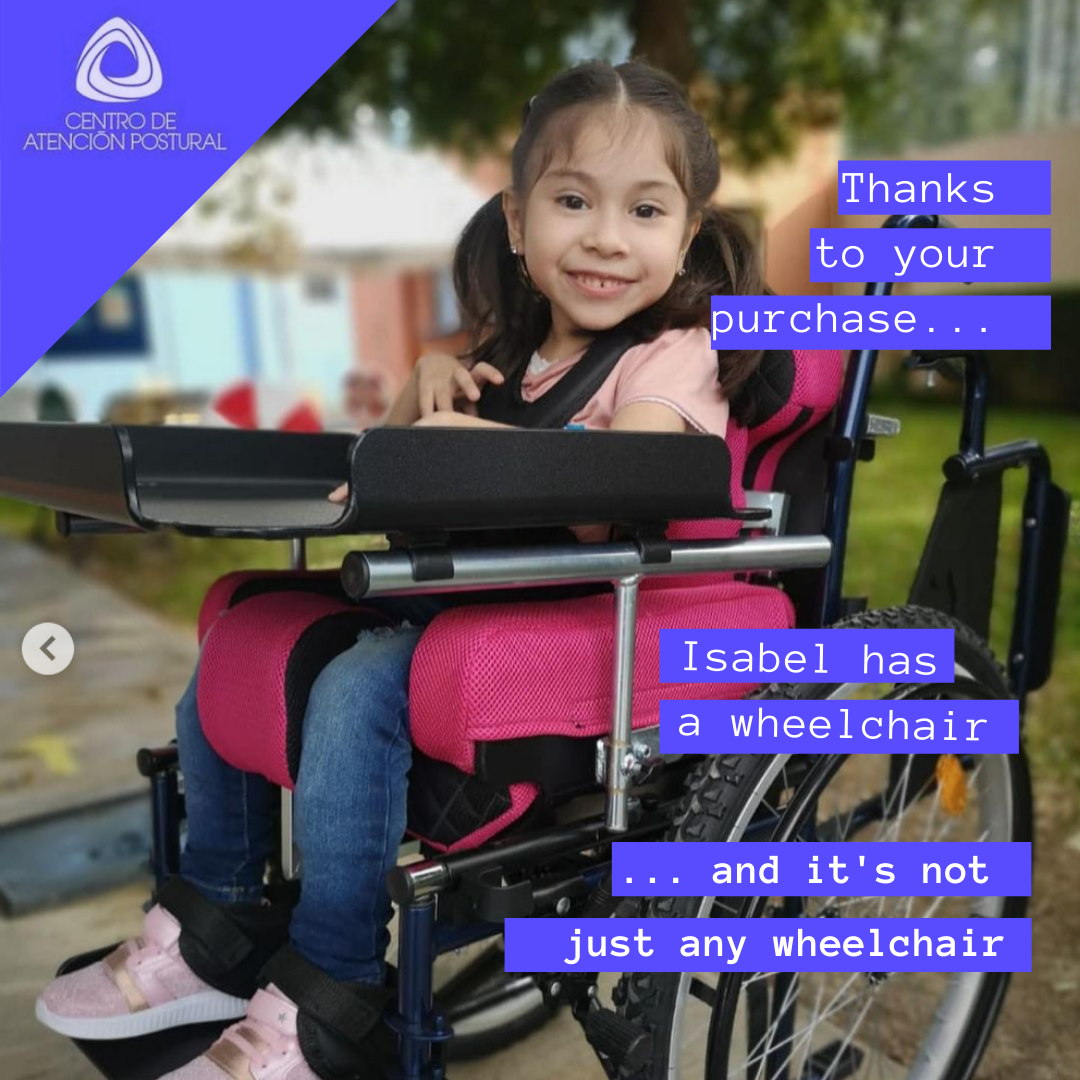 CENTRO DE
ATENCIÓN POSTURAL
Thanks
to your
purchase...
Isabel has
a wheelchair
... and it's not
just any wheelchair